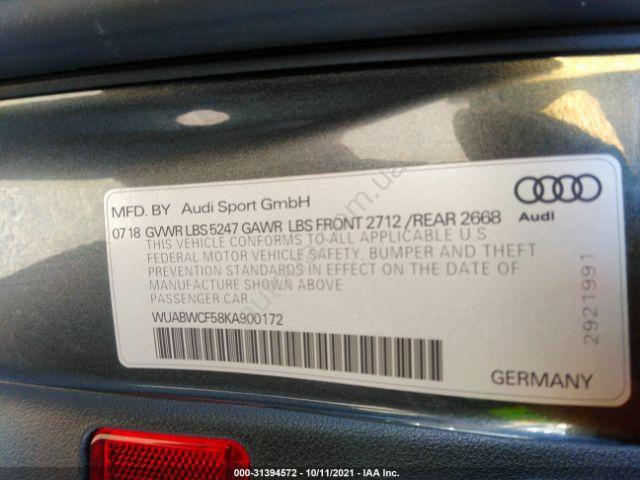 MFD. BY Audi Sport GmbH
Audi
07 18 GVWR LBS 5247 GAWR LBS FRONT 2712 /REAR 2668
THIS VEHICLE CONFORMS TO ALL APPLICABLE U S
FEDERAL MOTOR VEHICLE SAFETY, BUMPER AND THEFT
PREVENTION STANDARDS IN EFFECT ON THE DATE OF
MANUFACTURE SHOWN ABOVE
PASSENGER CAR
WUABWCF58KA900172
2921991
GERMANY
000-31394572 - 10/11/2021 - IAA Inc.